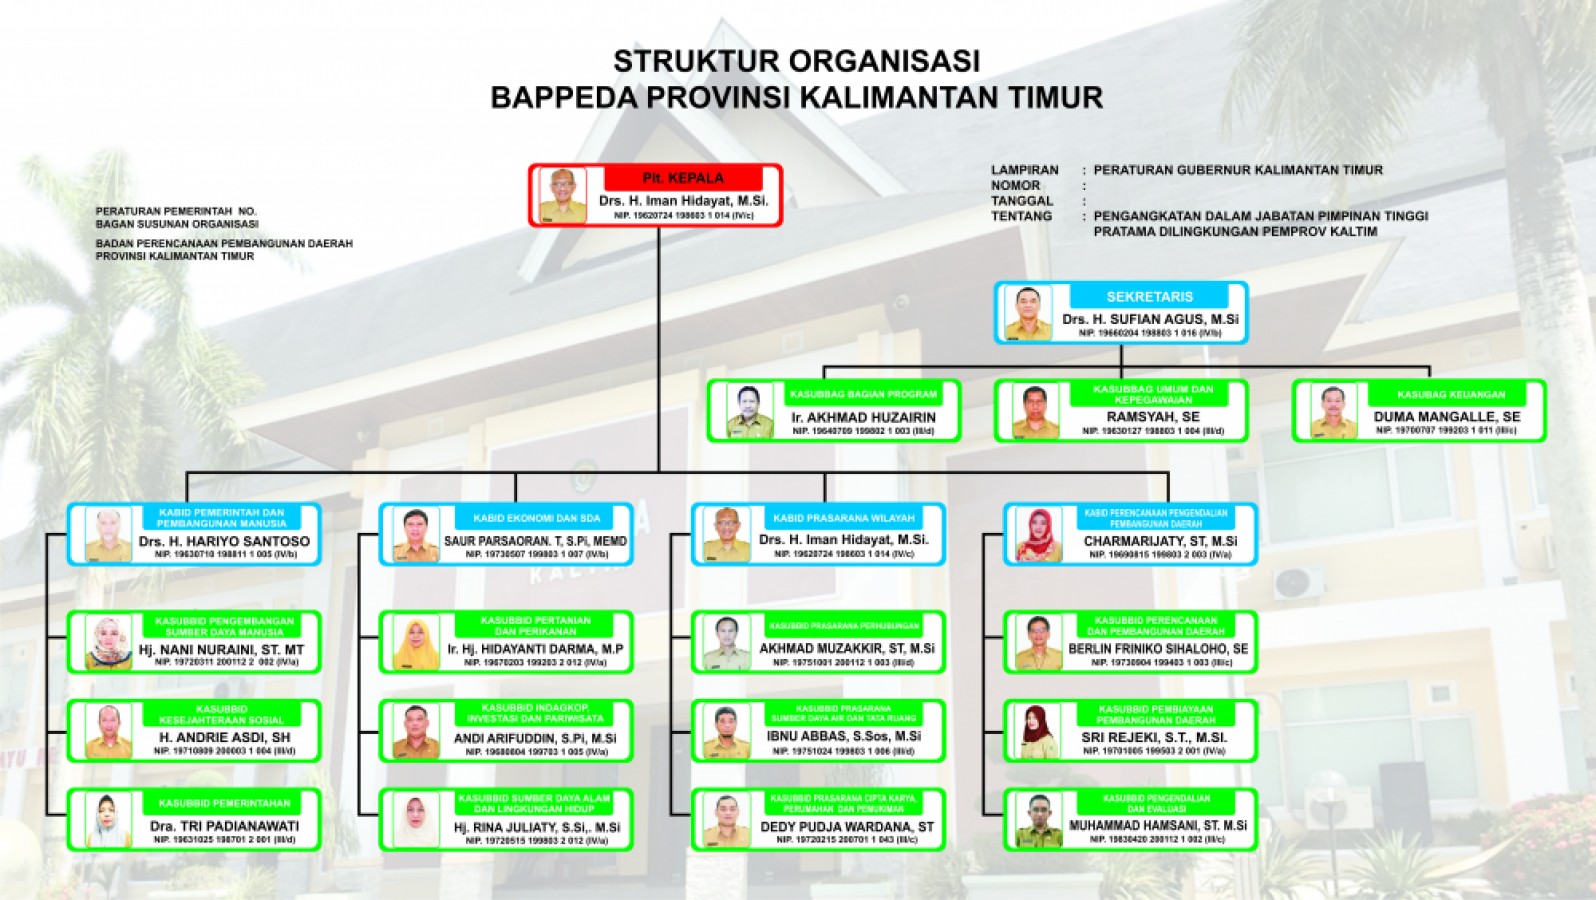 STRUKTUR ORGANISASI
BAPPEDA PROVINSI KALIMANTAN TIMUR
PERATURAN PEMERINTAH NO.
BAGAN SUSUNAN ORGANISASI
BADAN PERENCANAAN PEMBANGUNAN DAERAH
PROVINSI KALIMANTAN TIMUR
Plt. KEPALA
Drs. H. Iman Hidayat, M.Si.
NIP. 19620724 198603 1 014 (IV/c)
LAMPIRAN : PERATURAN GUBERNUR KALIMANTAN TIMUR
NOMOR :
TANGGAL :
TENTANG : PENGANGKATAN DALAM JABATAN PIMPINAN TINGGI
PRATAMA DILINGKUNGAN PEMPROV KALTIM
SEKRETARIS
Drs. H. SUFIAN AGUS, M.Si
NIP. 19660204 198803 1 016 (IV/b)
KASUBBAG BAGIAN PROGRAM
Ir. AKHMAD HUZAIRIN
NIP. 19640709 199802 1 003 (III/d)
KASUBBAG UMUM DAN
KEPEGAWAIAN
RAMSYAH, SE
NIP. 19630127 198803 1 004 (III/d)
KASUBAG KEUANGAN
DUMA MANGALLE, SE
NIP. 19700707 199203 1 011 (III/c)
KABID PEMERINTAH DAN
PEMBANGUNAN MANUSIA
Drs. H. HARIYO SANTOSO
NIP. 19630710 198811 1 005 (IV/b)
KASUBBID PENGEMBANGAN
SUMBER DAYA MANUSIA
Hj. NANI NURAINI, ST. MT
NIP. 19720311 200112 2 002 (IV/a)
KASUBBID
KESEJAHTERAAN SOSIAL
H. ANDRIE ASDI, SH
NIP. 19710809 200003 1 004 (III/d)
KASUBBID PEMERINTAHAN
Dra. TRI PADIANAWATI
NIP. 19631025 198701 2 001 (III/d)
KABID EKONOMI DAN SDA
SAUR PARSAORAN. T, S.Pi, MEMD
NIP. 19730507 199803 1 007 (IV/b)
KASUBBID PERTANIAN
DAN PERIKANAN
Ir. Hj. HIDAYANTI DARMA, M.P
NIP. 19670203 199203 2 012 (IV/a)
KASUBBID INDAGKOP,
INVESTASI DAN PARIWISATA
ANDI ARIFUDDIN, S.Pi, M.Si
NIP. 19680604 199703 1 005 (IV/a)
KASUBBID SUMBER DAYA ALAM
DAN LINGKUNGAN HIDUP
Hj. RINA JULIATY, S.Si,. M.Si
NIP. 19720515 199803 2 012 (IV/a)
KABID PRASARANA WILAYAH
Drs. H. Iman Hidayat, M.Si.
NIP. 19620724 198603 1 014 (IV/c)
KASUBBID PRASARANA PERHUBUNGAN
AKHMAD MUZAKKIR, ST, M.Si
NIP. 19751001 200112 1 003 (III/d)
KASUBBID PRASARANA
SUMBER DAYA AIR DAN TATA RUANG
IBNU ABBAS, S.Sos, M.Si
NIP. 19751024 199803 1 006 (III/d)
KASUBBID PRASARANA CIPTA KARYA,
PERUMAHAN DAN PEMUKIMAN
DEDY PUDJA WARDANA, ST
NIP. 19720215 200701 1 043 (III/c)
KABID PERENCANAAN PENGENDALIAN
PEMBANGUNAN DAERAH
CHARMARIJATY, ST, M.Si
NIP. 19690815 199803 2 003 (IV/a)
KASUBBID PERENCANAAN
DAN PEMBANGUNAN DAERAH
BERLIN FRINIKO SIHALOHO, SE
NIP. 19730904 199403 1 003 (III/c)
KASUBBID PEMBIAYAAN
PEMBANGUNAN DAERAH
SRI REJEKI, S.T., M.SI.
NIP. 19701005 199503 2 001 (IV/a)
KASUBBID PENGENDALIAN
DAN EVALUASI
MUHAMMAD HAMSANI, ST. M.Si
NIP. 19830420 200112 1 002 (III/c)